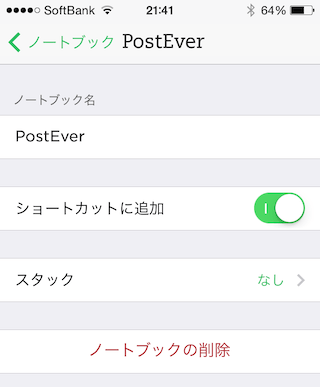 SoftBank 21:41 64%
ノートブック PostEver
ノートブック名
PostEver
ショートカットに追加
スタック なし
ノートブックの削除